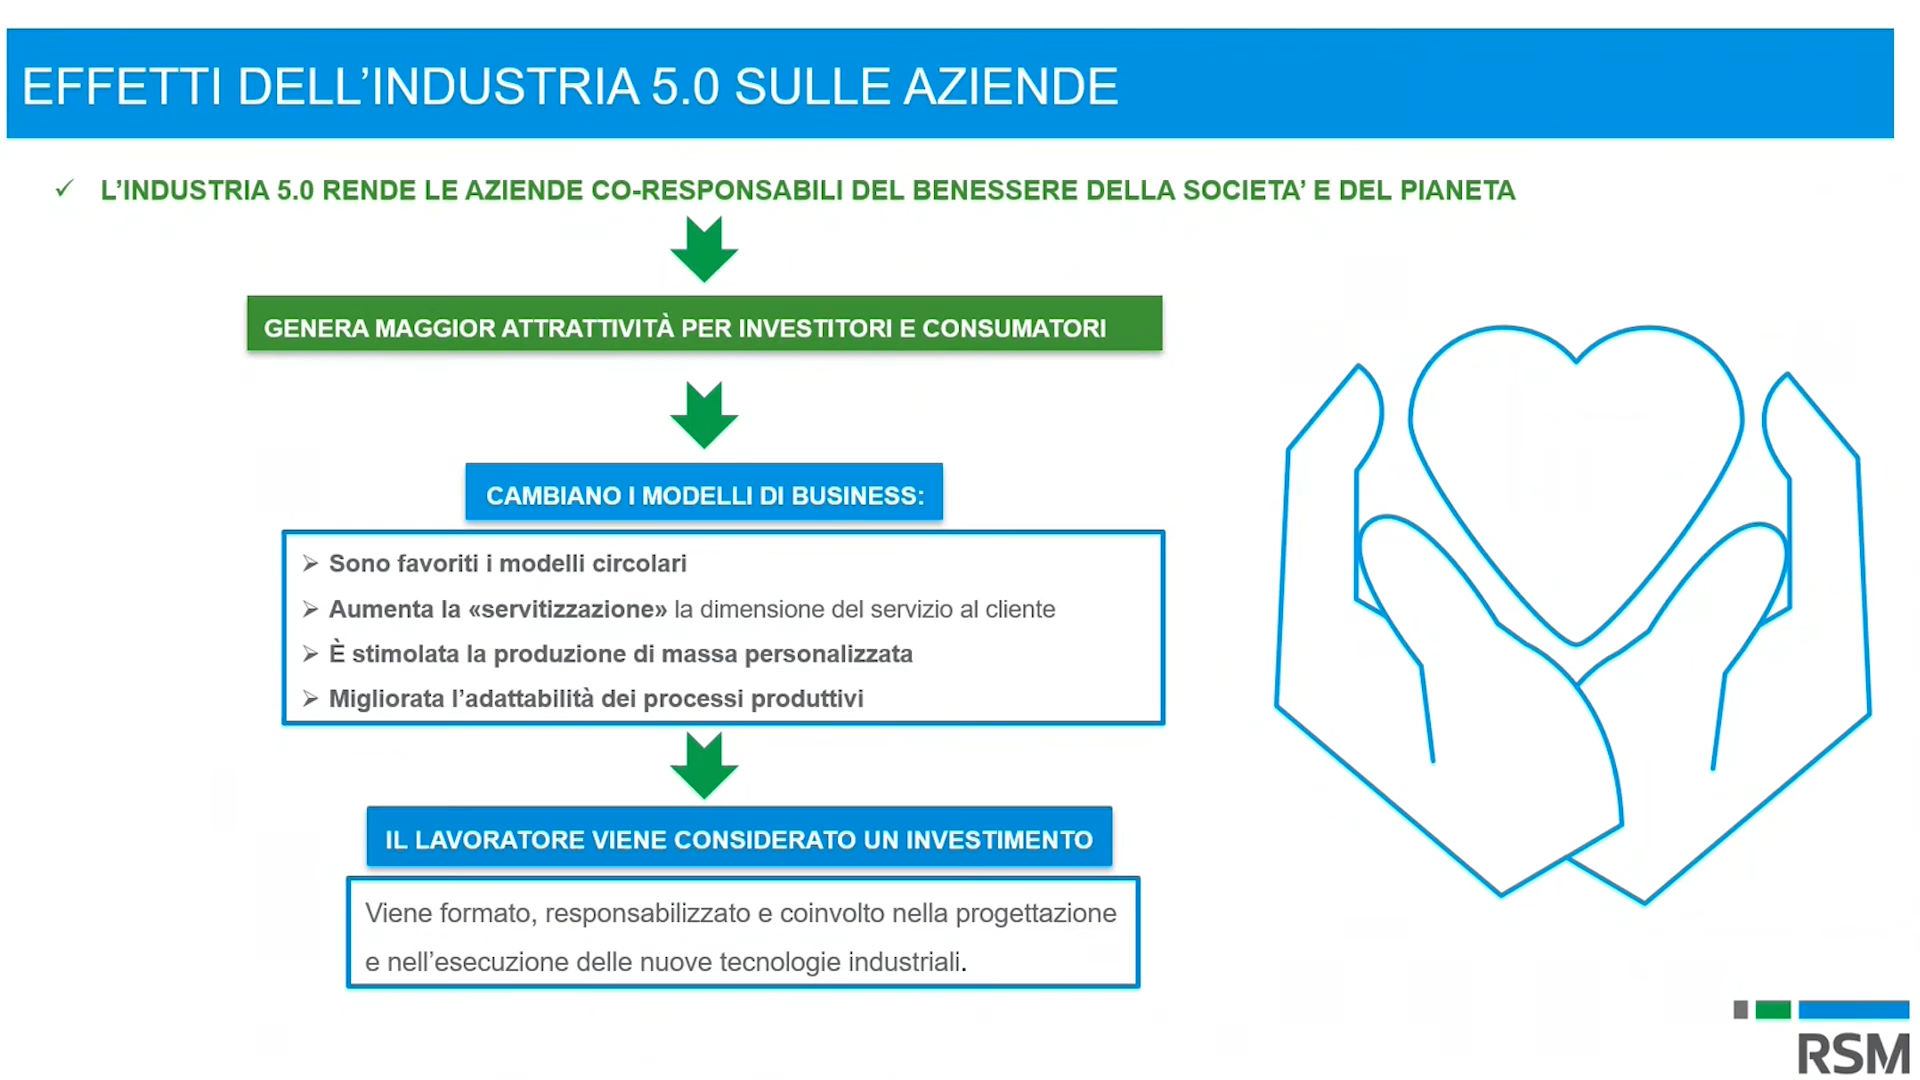 EFFETTI DELL’INDUSTRIA 5.0 SULLE AZIENDE
✓ L’INDUSTRIA 5.0 RENDE LE AZIENDE CO-RESPONSABILI DEL BENESSERE DELLA SOCIETA’ E DEL PIANETA
GENERA MAGGIOR ATTRATTIVITÀ PER INVESTITORI E CONSUMATORI
CAMBIANO I MODELLI DI BUSINESS:
➢ Sono favoriti i modelli circolari
➢ Aumenta la «servitizzazione» la dimensione del servizio al cliente
➢ È stimolata la produzione di massa personalizzata
➢ Migliorata l’adattabilità dei processi produttivi
IL LAVORATORE VIENE CONSIDERATO UN INVESTIMENTO
Viene formato, responsabilizzato e coinvolto nella progettazione
e nell’esecuzione delle nuove tecnologie industriali.
RSM